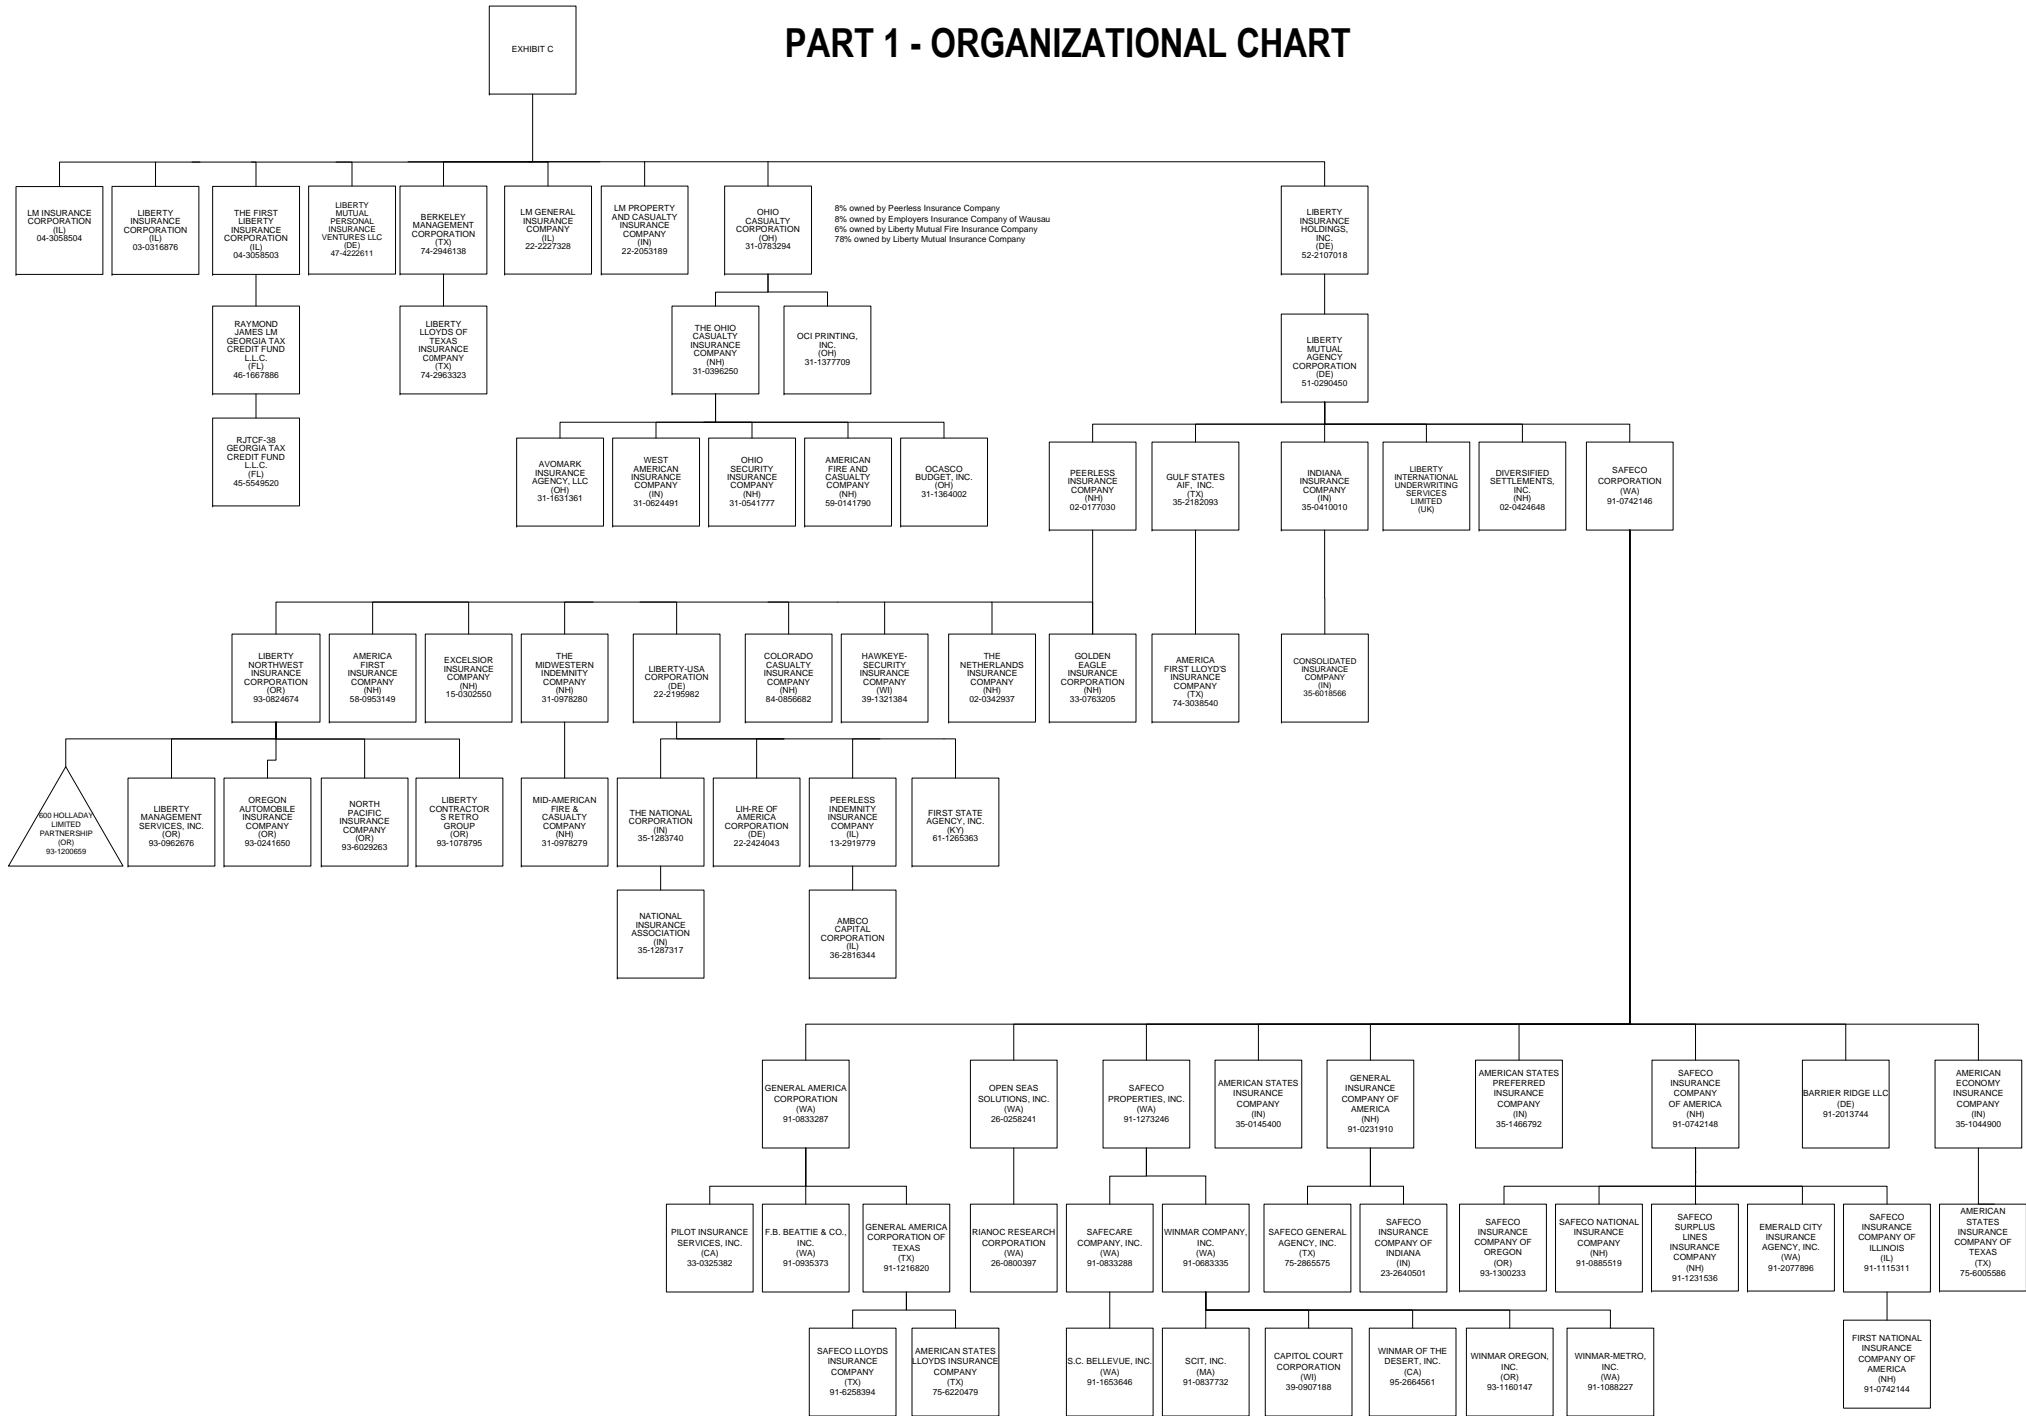 PART 1 - ORGANIZATIONAL CHART
EXHIBIT C
LM INSURANCE
CORPORATION
(IL)
04-3058504
LIBERTY
INSURANCE
CORPORATION
(IL)
03-0316876
THE FIRST
LIBERTY
INSURANCE
CORPORATION
(IL)
04-3058503
LIBERTY
MUTUAL
PERSONAL
INSURANCE
VENTURES LLC
(DE)
47-4222611
BERKELEY
MANAGEMENT
CORPORATION
(TX)
74-2946138
LM GENERAL
INSURANCE
COMPANY
(IL)
22-2227328
LM PROPERTY
AND CASUALTY
INSURANCE
COMPANY
(IN)
22-2053189
OHIO
CASUALTY
CORPORATION
(OH)
31-0783294
8% owned by Peerless Insurance Company
8% owned by Employers Insurance Company of Wausau
6% owned by Liberty Mutual Fire Insurance Company
78% owned by Liberty Mutual Insurance Company
LIBERTY
INSURANCE
HOLDINGS,
INC.
(DE)
52-2107018
RAYMOND
JAMES LM
GEORGIA TAX
CREDIT FUND
L.L.C.
(FL)
46-1667886
LIBERTY
LLOYDS OF
TEXAS
INSURANCE
C0MPANY
(TX)
74-2963323
THE OHIO
CASUALTY
INSURANCE
COMPANY
(NH)
31-0396250
OCI PRINTING,
INC.
(OH)
31-1377709
LIBERTY
MUTUAL
AGENCY
CORPORATION
(DE)
51-0290450
RJTCF-38
GEORGIA TAX
CREDIT FUND
L.L.C.
(FL)
45-5549520
AVOMARK
INSURANCE
AGENCY, LLC
(OH)
31-1631361
WEST
AMERICAN
INSURANCE
COMPANY
(IN)
31-0624491
OHIO
SECURITY
INSURANCE
COMPANY
(NH)
31-0541777
AMERICAN
FIRE AND
CASUALTY
COMPANY
(NH)
59-0141790
OCASCO
BUDGET, INC.
(OH)
31-1364002
PEERLESS
INSURANCE
COMPANY
(NH)
02-0177030
GULF STATES
AIF, INC.
(TX)
35-2182093
INDIANA
INSURANCE
COMPANY
(IN)
35-0410010
LIBERTY
INTERNATIONAL
UNDERWRITING
SERVICES
LIMITED
(UK)
DIVERSIFIED
SETTLEMENTS,
INC.
(NH)
02-0424648
SAFECO
CORPORATION
(WA)
91-0742146
LIBERTY
NORTHWEST
INSURANCE
CORPORATION
(OR)
93-0824674
AMERICA
FIRST
INSURANCE
COMPANY
(NH)
58-0953149
EXCELSIOR
INSURANCE
COMPANY
(NH)
15-0302550
THE
MIDWESTERN
INDEMNITY
COMPANY
(NH)
31-0978280
LIBERTY-USA
CORPORATION
(DE)
22-2195982
COLORADO
CASUALTY
INSURANCE
COMPANY
(NH)
84-0856682
HAWKEYE-
SECURITY
INSURANCE
COMPANY
(WI)
39-1321384
THE
NETHERLANDS
INSURANCE
COMPANY
(NH)
02-0342937
GOLDEN
EAGLE
INSURANCE
CORPORATION
(NH)
33-0763205
AMERICA
FIRST LLOYD'S
INSURANCE
COMPANY
(TX)
74-3038540
CONSOLIDATED
INSURANCE
COMPANY
(IN)
35-6018566
600 HOLLADAY
LIMITED
PARTNERSHIP
(OR)
93-1200659
LIBERTY
MANAGEMENT
SERVICES, INC.
(OR)
93-0962676
OREGON
AUTOMOBILE
INSURANCE
COMPANY
(OR)
93-0241650
NORTH
PACIFIC
INSURANCE
COMPANY
(OR)
93-6029263
LIBERTY
CONTRACTOR
S RETRO
GROUP
(OR)
93-1078795
MID-AMERICAN
FIRE &
CASUALTY
COMPANY
(NH)
31-0978279
THE NATIONAL
CORPORATION
(IN)
35-1283740
LIH-RE OF
AMERICA
CORPORATION
(DE)
22-2424043
PEERLESS
INDEMNITY
INSURANCE
COMPANY
(IL)
13-2919779
FIRST STATE
AGENCY, INC.
(KY)
61-1265363
NATIONAL
INSURANCE
ASSOCIATION
(IN)
35-1287317
AMBCO
CAPITAL
CORPORATION
(IL)
36-2816344
GENERAL AMERICA
CORPORATION
(WA)
91-0833287
OPEN SEAS
SOLUTIONS, INC.
(WA)
26-0258241
SAFECO
PROPERTIES, INC.
(WA)
91-1273246
AMERICAN STATES
INSURANCE
COMPANY
(IN)
35-0145400
GENERAL
INSURANCE
COMPANY OF
AMERICA
(NH)
91-0231910
AMERICAN STATES
PREFERRED
INSURANCE
COMPANY
(IN)
35-1466792
SAFECO
INSURANCE
COMPANY
OF AMERICA
(NH)
91-0742148
BARRIER RIDGE LLC
(DE)
91-2013744
AMERICAN
ECONOMY
INSURANCE
COMPANY
(IN)
35-1044900
PILOT INSURANCE
SERVICES, INC.
(CA)
33-0325382
F.B. BEATTIE & CO.,
INC.
(WA)
91-0935373
GENERAL AMERICA
CORPORATION OF
TEXAS
(TX)
91-1216820
RIANOC RESEARCH
CORPORATION
(WA)
26-0800397
SAFECARE
COMPANY, INC.
(WA)
91-0833288
WINMAR COMPANY,
INC.
(WA)
91-0683335
SAFECO GENERAL
AGENCY, INC.
(TX)
75-2865575
SAFECO
INSURANCE
COMPANY OF
INDIANA
(IN)
23-2640501
SAFECO
INSURANCE
COMPANY OF
OREGON
(OR)
93-1300233
SAFECO NATIONAL
INSURANCE
COMPANY
(NH)
91-0885519
SAFECO
SURPLUS
LINES
INSURANCE
COMPANY
(NH)
91-1231536
EMERALD CITY
INSURANCE
AGENCY, INC.
(WA)
91-2077896
SAFECO
INSURANCE
COMPANY OF
ILLINOIS
(IL)
91-1115311
AMERICAN
STATES
INSURANCE
COMPANY OF
TEXAS
(TX)
75-6005586
SAFECO LLOYDS
INSURANCE
COMPANY
(TX)
91-6258394
AMERICAN STATES
LLOYDS INSURANCE
COMPANY
(TX)
75-6220479
S.C. BELLEVUE, INC.
(WA)
91-1653646
SCIT, INC.
(MA)
91-0837732
CAPITOL COURT
CORPORATION
(WI)
39-0907188
WINMAR OF THE
DESERT, INC.
(CA)
95-2664561
WINMAR OREGON,
INC.
(OR)
93-1160147
WINMAR-METRO,
INC.
(WA)
91-1088227
FIRST NATIONAL
INSURANCE
COMPANY OF
AMERICA
(NH)
91-0742144